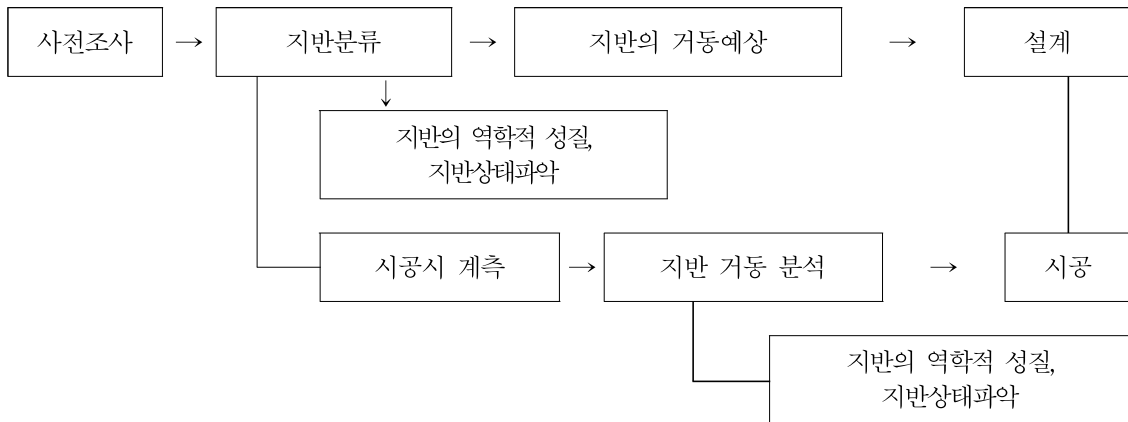 사전조사 → 지반분류 → 지반의 거동예상 → 설계
지반의 역학적 성질,
지반상태파악
시공시 계측 → 지반 거동 분석 → 시공
지반의 역학적 성질,
지반상태파악